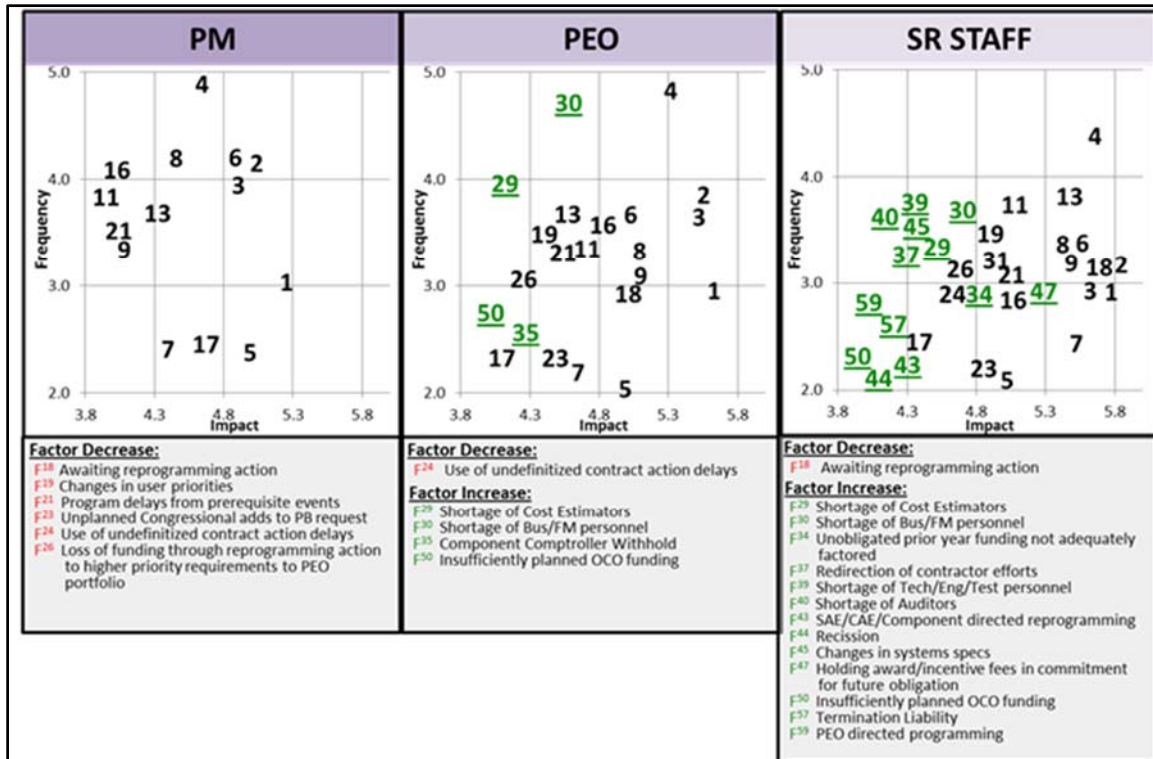 PM
5.0
4
8
6
2
16
4.0
3
11
13
21
9
3.0
1
7
17
5
2.0
3.8
4.3
4.8
5.3
5.8
Frequency
Impact
Factor Decrease:
F18 Awaiting reprogramming action
F19 Changes in user priorities
F21 Program delays from prerequisite events
F23 Unplanned Congressional adds to PB request
F24 Use of undefinitized contract action delays
F26 Loss of funding through reprogramming action
to higher priority requirements to PEO
portfolio
PEO
5.0
4
30
4.0
29
2
13
3
6
16
19
21
11
8
26
9
3.0
18
1
50
35
17
23
7
5
2.0
3.8
4.3
4.8
5.3
5.8
Frequency
Impact
Factor Decrease:
F24 Use of undefinitized contract action delays
Factor Increase:
F29 Shortage of Cost Estimators
F30 Shortage of Bus/FM personnel
F35 Component Comptroller Withhold
F50 Insufficiently planned OCO funding
SR STAFF
5.0
4
4.0
13
39
11
30
40
45
19
29
8
6
37
31
9
18
2
26
21
3.0
24
34
47
3
1
16
59
57
17
7
50
43
23
44
5
2.0
3.8
4.3
4.8
5.3
5.8
Frequency
Impact
Factor Decrease:
F18 Awaiting reprogramming action
Factor Increase:
F29 Shortage of Cost Estimators
F30 Shortage of Bus/FM personnel
F34 Unobligated prior year funding not adequately
factored
F37 Redirection of contractor efforts
F39 Shortage of Tech/Eng/Test personnel
F40 Shortage of Auditors
F43 SAE/CAE/Component directed reprogramming
F44 Recission
F45 Changes in systems specs
F47 Holding award/incentive fees in commitment
for future obligation
F50 Insufficiently planned OCO funding
F57 Termination Liability
F59 PEO directed programming